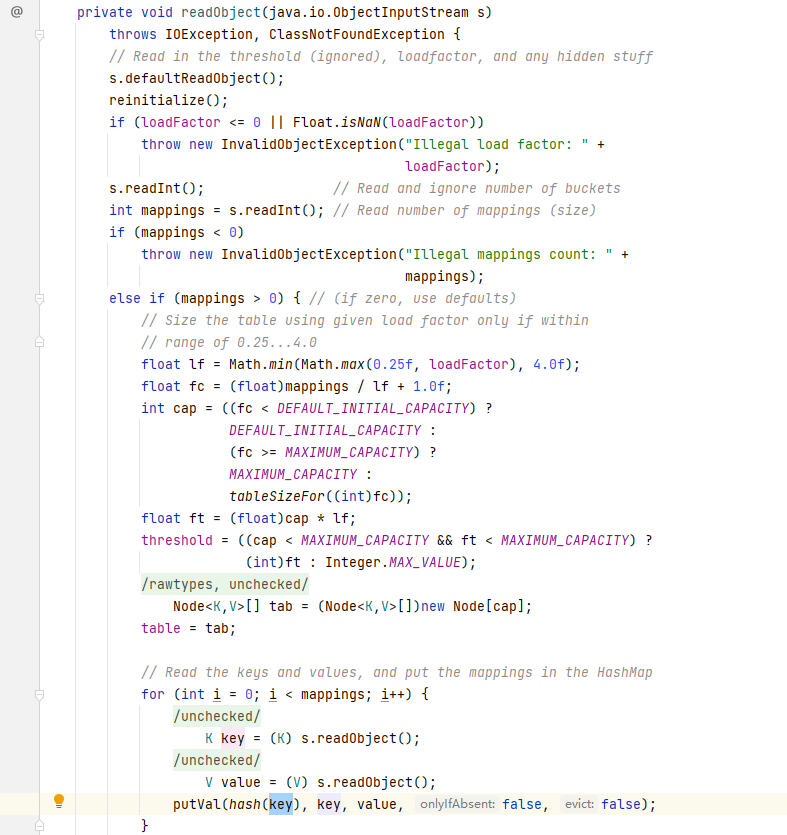 @ private void readObject(java.io.ObjectInputStream s)
throws IOException, ClassNotFoundException {
// Read in the threshold (ignored), loadfactor, and any hidden stuff
s.defaultReadObject();
reinitialize();
if (loadFactor <= 0 || Float.isNaN(loadFactor))
throw new InvalidObjectException("Illegal load factor: " +
loadFactor);
s.readInt(); // Read and ignore number of buckets
int mappings = s.readInt(); // Read number of mappings (size)
if (mappings < 0)
throw new InvalidObjectException("Illegal mappings count: " +
mappings);
else if (mappings > 0) { // (if zero, use defaults)
// Size the table using given load factor only if within
// range of 0.25...4.0
float lf = Math.min(Math.max(0.25f, loadFactor), 4.0f);
float fc = (float)mappings / lf + 1.0f;
int cap = ((fc < DEFAULT_INITIAL_CAPACITY) ?
DEFAULT_INITIAL_CAPACITY :
(fc >= MAXIMUM_CAPACITY) ?
MAXIMUM_CAPACITY :
tableSizeFor((int)fc));
float ft = (float)cap * lf;
threshold = ((cap < MAXIMUM_CAPACITY && ft < MAXIMUM_CAPACITY) ?
(int)ft : Integer.MAX_VALUE);
/rawtypes, unchecked/
Node<K,V>[] tab = (Node<K,V>[])new Node[cap];
table = tab;
// Read the keys and values, and put the mappings in the HashMap
for (int i = 0; i < mappings; i++) {
/unchecked/
K key = (K) s.readObject();
/unchecked/
V value = (V) s.readObject();
putVal(hash(key), key, value, onlyIfAbsent: false, evict: false);
}